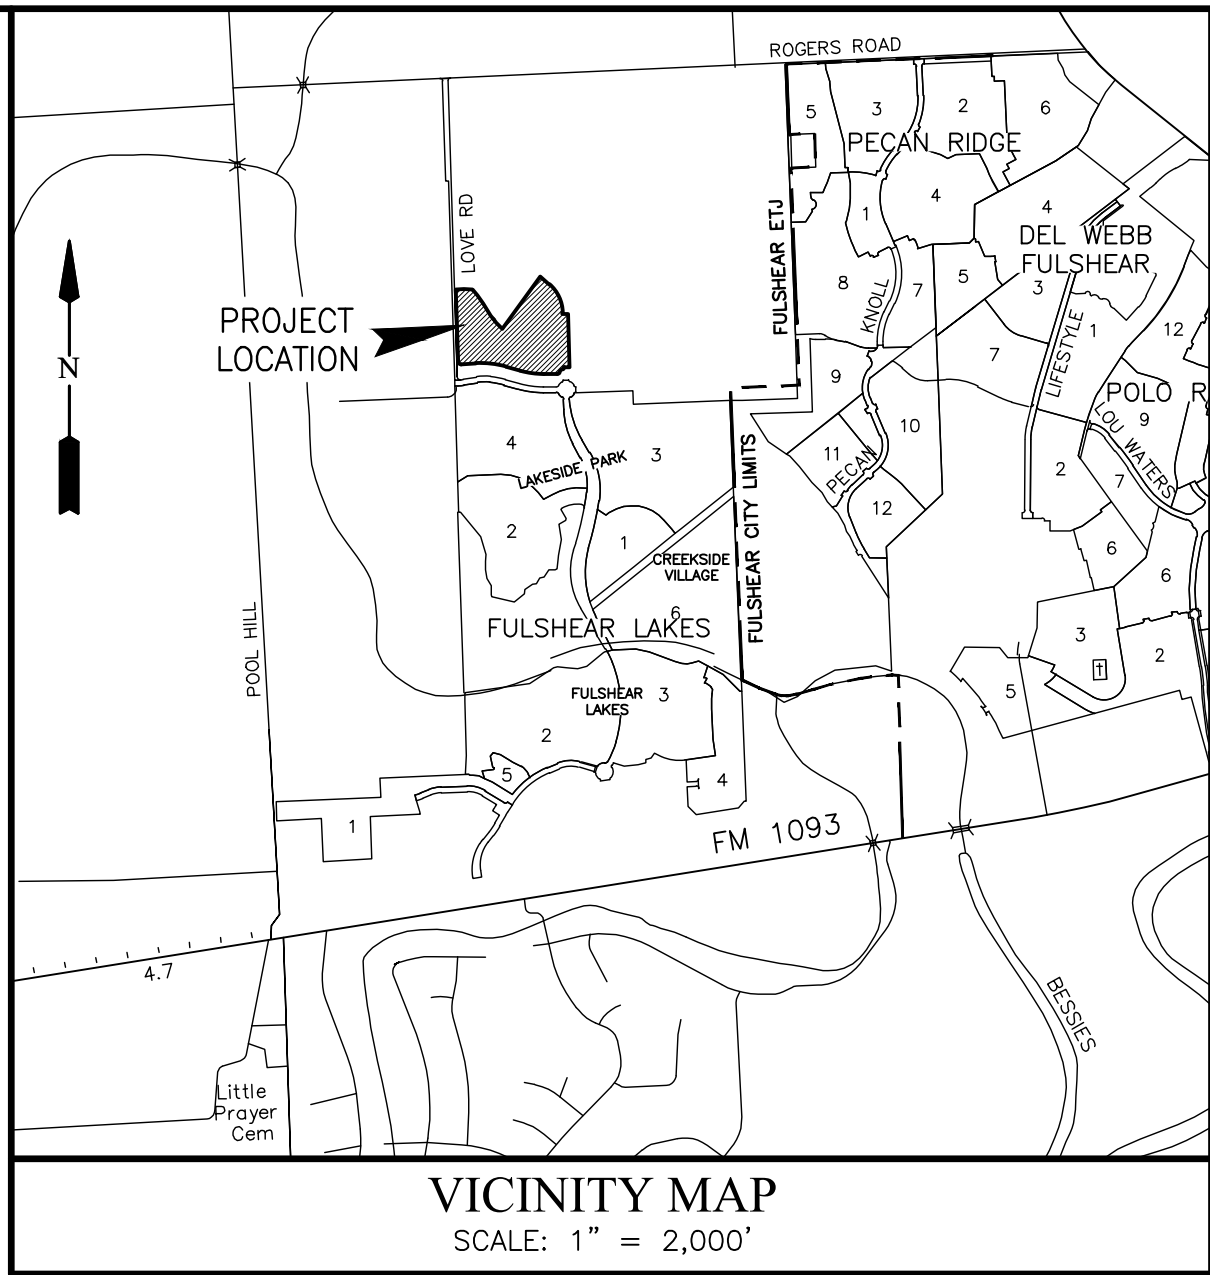 ROGERS ROAD
5
3
2
6
PECAN RIDGE
LOVE RD
FULSHEAR ETJ
1
4
4
DEL WEBB
FULSHEAR
8
7
5
3
KNOLL
PROJECT
LOCATION
N
1
12
7
LIFESTYLE
9
POLO R
9
LOU WATERS
10
4
LAKESIDE PARK
3
11
PECAN
2
7
FULSHEAR CITY LIMITS
12
2
1
CREEKSIDE
VILLAGE
6
6
6
FULSHEAR LAKES
POOL HILL
3
2
5
FULSHEAR
LAKES
3
2
5
4
1
FM 1093
4.7
BESSIES
Little
Prayer
Cem
VICINITY MAP
SCALE: 1" = 2,000'